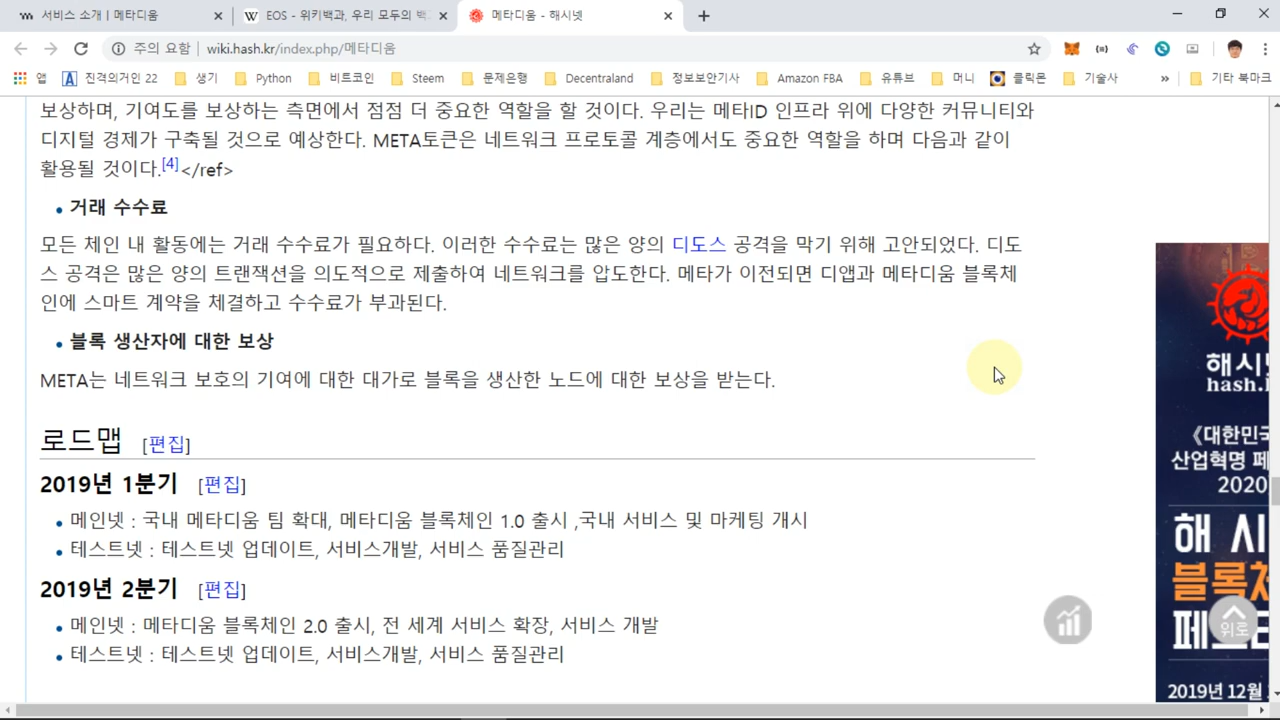 서비스 소개 | 메타디움
EOS - 위키백과, 우리 모두의 백
메타디움 - 해시넷
주의 요함 | wiki.hash.kr/index.php/메타디움
앱
진격의거인 22
생기
Python
비트코인
Steem
문제은행
Decentraland
정보보안기사
Amazon FBA
유튜브
머니
클릭몬
기술사
»
기타 북마크
보상하며, 기여도를 보상하는 측면에서 점점 더 중요한 역할을 할 것이다. 우리는 메타ID 인프라 위에 다양한 커뮤니티와
디지털 경제가 구축될 것으로 예상한다. META토큰은 네트워크 프로토콜 계층에서도 중요한 역할을 하며 다음과 같이
활용될 것이다.[4]</ref>
• 거래 수수료
모든 체인 내 활동에는 거래 수수료가 필요하다. 이러한 수수료는 많은 양의 디도스 공격을 막기 위해 고안되었다. 디도
스 공격은 많은 양의 트랜잭션을 의도적으로 제출하여 네트워크를 압도한다. 메타가 이전되면 디앱과 메타디움 블록체
인에 스마트 계약을 체결하고 수수료가 부과된다.
• 블록 생산자에 대한 보상
META는 네트워크 보호의 기여에 대한 대가로 블록을 생산한 노드에 대한 보상을 받는다.
로드맵 [편집]
2019년 1분기 [편집]
• 메인넷 : 국내 메타디움 팀 확대, 메타디움 블록체인 1.0 출시 ,국내 서비스 및 마케팅 개시
• 테스트넷 : 테스트넷 업데이트, 서비스개발, 서비스 품질관리
2019년 2분기 [편집]
• 메인넷 : 메타디움 블록체인 2.0 출시, 전 세계 서비스 확장, 서비스 개발
• 테스트넷 : 테스트넷 업데이트, 서비스개발, 서비스 품질관리
해시
hash.
《대한민국
산업혁명 페
2020
해시
블록체
페스
위로
2019년 12월